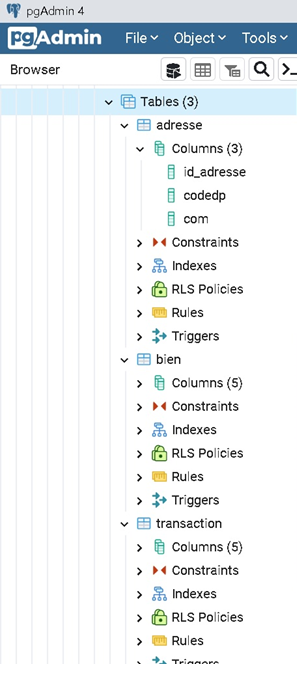 pgAdmin 4
pgAdmin File Object Tools
Browser
Tables (3)
adresse
Columns (3)
id_adresse
codedp
com
Constraints
Indexes
RLS Policies
Rules
Triggers
bien
Columns (5)
Constraints
Indexes
RLS Policies
Rules
Triggers
transaction
Columns (5)
Constraints
Indexes
RLS Policies
Rules
Triggers